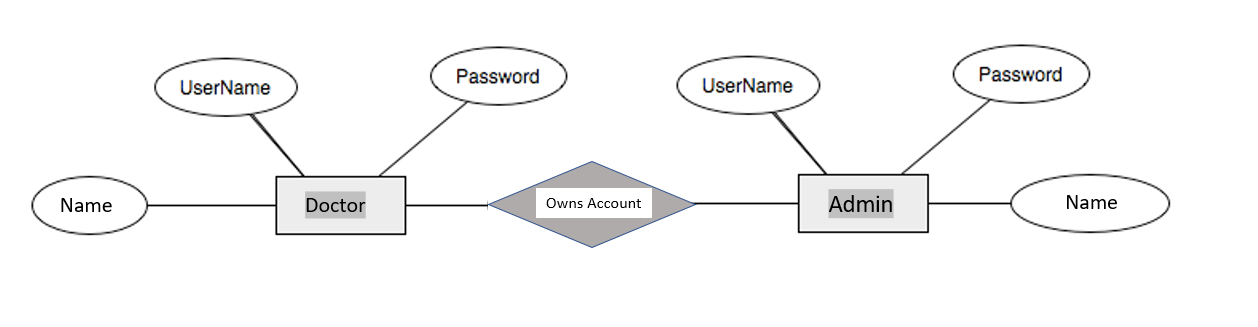 UserName
Password
UserName
Password
Name
Doctor
Owns Account
Admin
Name